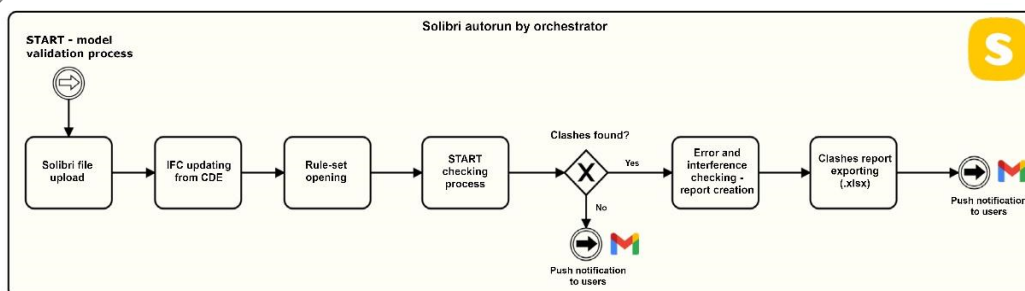 Solibri autorun by orchestrator
START - model
validation process
S
Solibri file
upload
IFC updating
from CDE
Rule-set
opening
START
checking
process
Clashes found?
X
Yes
No
Push notification
to users
Error and
interference
checking -
report creation
Clashes report
exporting
(.xlsx)
Push notification
to users